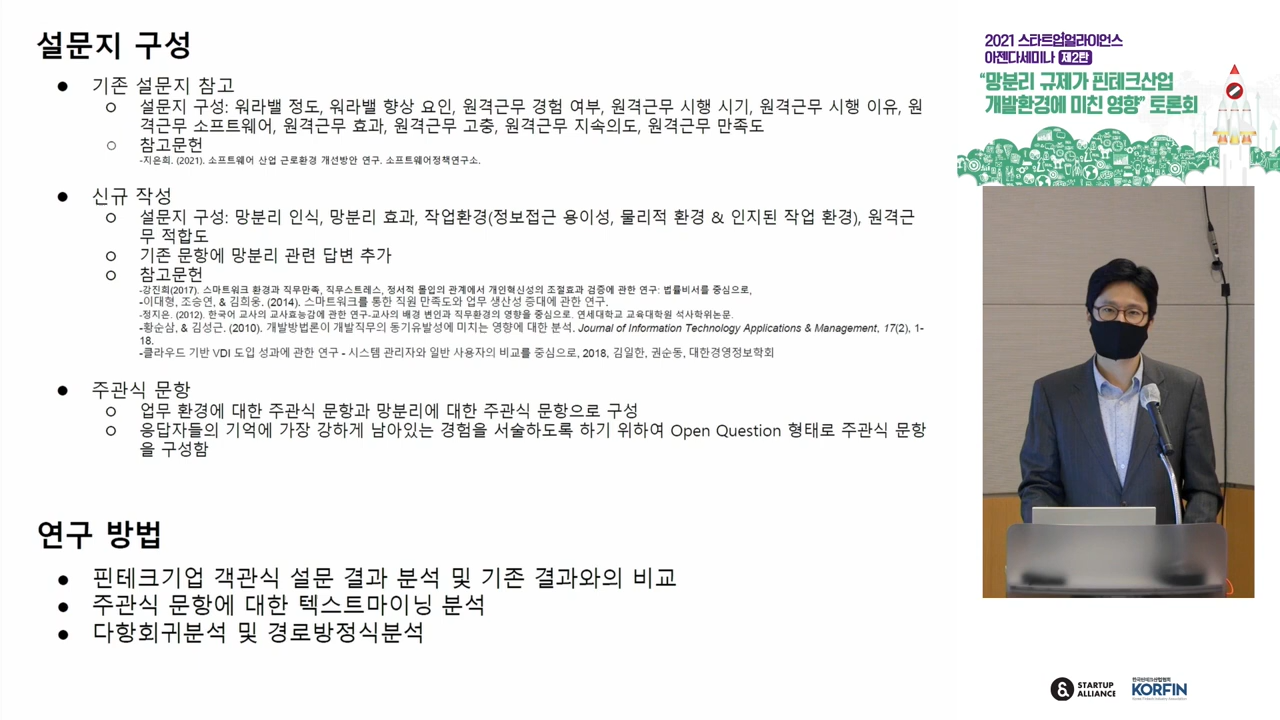 설문지 구성
● 기존 설문지 참고
○ 설문지 구성: 워라밸 정도, 워라밸 향상 요인, 원격근무 경험 여부, 원격근무 시행 시기, 원격근무 시행 이유, 원
격근무 소프트웨어, 원격근무 효과, 원격근무 고충, 원격근무 지속의도, 원격근무 만족도
○ 참고문헌
-지은희. (2021). 소프트웨어 산업 근로환경 개선방안 연구. 소프트웨어정책연구소.
● 신규 작성
○ 설문지 구성: 망분리 인식, 망분리 효과, 작업환경(정보접근 용이성, 물리적 환경 & 인지된 작업 환경), 원격근
무 적합도
○ 기존 문항에 망분리 관련 답변 추가
○ 참고문헌
-강진희(2017). 스마트워크 환경과 직무만족, 직무스트레스, 정서적 몰입의 관계에서 개인혁신성의 조절효과 검증에 관한 연구: 법률비서를 중심으로,
-이대형, 조승연, & 김희웅. (2014). 스마트워크를 통한 직원 만족도와 업무 생산성 증대에 관한 연구.
-정지은. (2012). 한국어 교사의 교사효능감에 관한 연구-교사의 배경 변인과 직무환경의 영향을 중심으로. 연세대학교 교육대학원 석사학위논문.
-황순삼, & 김성근. (2010). 개발방법론이 개발직무의 동기유발성에 미치는 영향에 대한 분석. Journal of Information Technology Applications & Management, 17(2), 1-
18.
-클라우드 기반 VDI 도입 성과에 관한 연구 - 시스템 관리자와 일반 사용자의 비교를 중심으로, 2018, 김일한, 권순동, 대한경영정보학회
● 주관식 문항
○ 업무 환경에 대한 주관식 문항과 망분리에 대한 주관식 문항으로 구성
○ 응답자들의 기억에 가장 강하게 남아있는 경험을 서술하도록 하기 위하여 Open Question 형태로 주관식 문항
을 구성함
연구 방법
● 핀테크기업 객관식 설문 결과 분석 및 기존 결과와의 비교
● 주관식 문항에 대한 텍스트마이닝 분석
● 다항회귀분석 및 경로방정식분석
2021 스타트업얼라이언스
아젠다세미나 제2탄
“망분리 규제가 핀테크산업
개발환경에 미친 영향” 토론회
STARTUP
ALLIANCE
한국핀테크산업협회
KORFIN